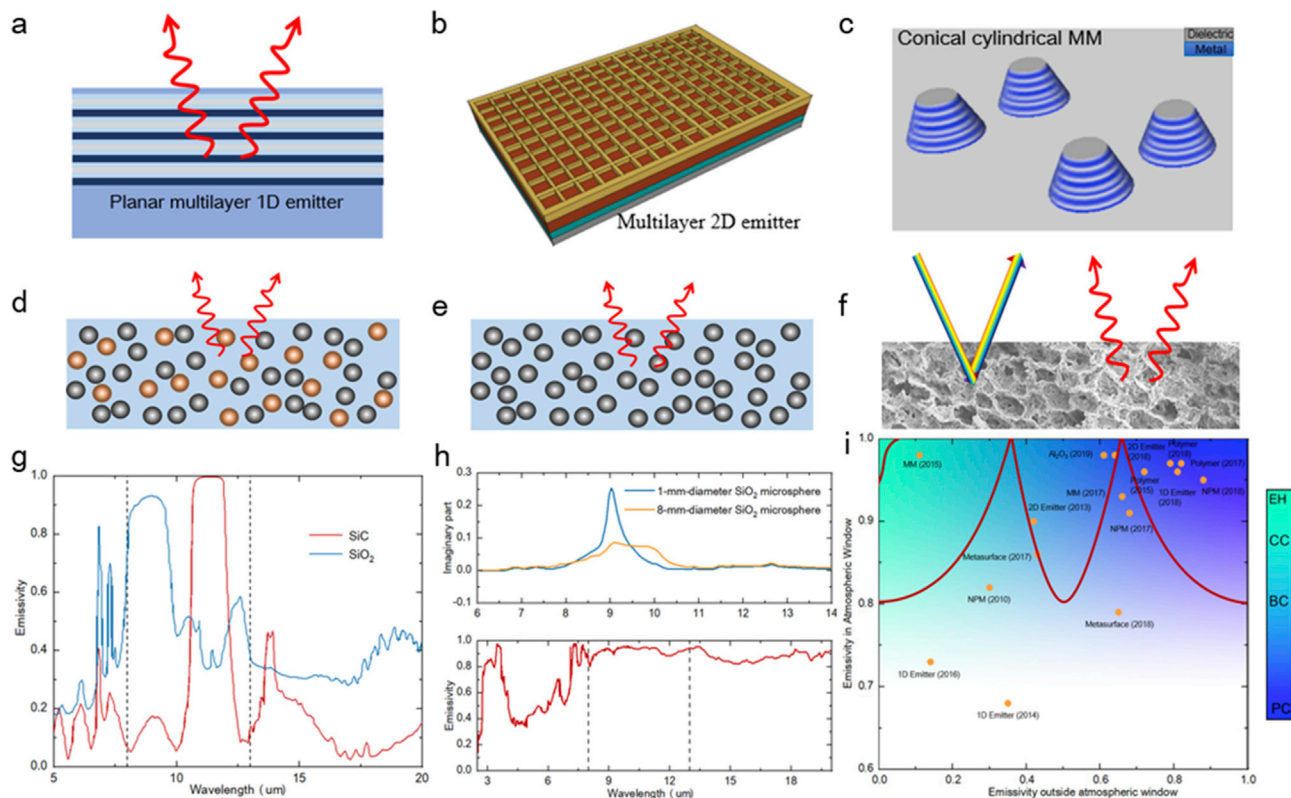 a
Planar multilayer 1D emitter
b
Multilayer 2D emitter
c
Conical cylindrical MM
Dielectric
Metal
d
e
f
g
1.0
0.8
0.6
0.4
0.2
0.0
Emissivity
SiC
SiO2
5
10
15
20
Wavelength ( um)
h
0.3
0.2
0.1
0.0
-0.1
Imaginary part
1-mm-diameter SiO2 microsphere
8-mm-diameter SiO2 microsphere
6 7 8 9 10 11 12 13 14
1.0
0.8
0.6
0.4
0.2
0.0
Emissivity
3 6 9 12 15 18
Wavelength ( um)
i
1.0
0.9
0.8
0.7
0.6
Emissivity in Atmospheric Window
MM (2015)
Al2O3 (2019)
2D Emitter
(2018)
Polymer
(2018)
Polymer (2017)
Polymer
(2015)
1D Emitter
(2018)
NPM (2018)
MM (2017)
2D Emitter (2013)
NPM (2017)
Metasurface (2017)
NPM (2010)
Metasurface (2018)
1D Emitter (2016)
1D Emitter (2014)
0.0 0.2 0.4 0.6 0.8 1.0
Emissivity outside atmospheric window
EH
CC
BC
PC